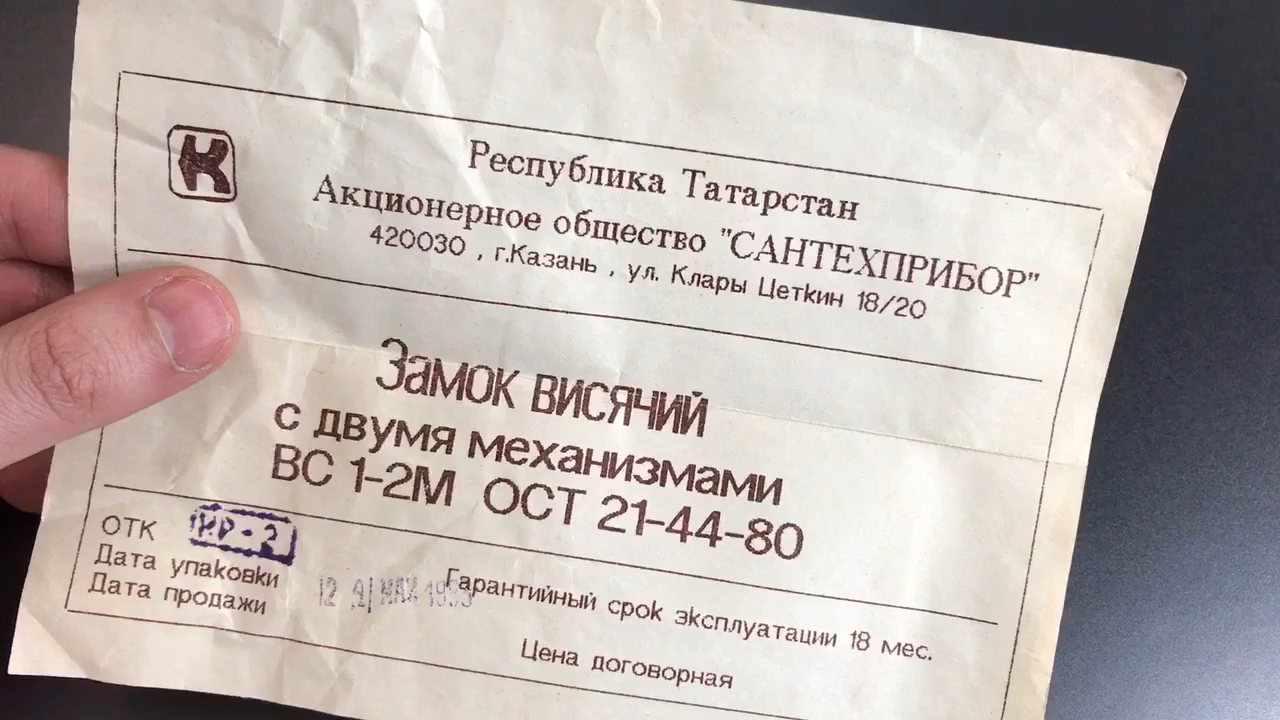 К
Республика Татарстан
Акционерное общество "САНТЕХПРИБОР"
420030 , г.Казань , ул. Клары Цеткин 18/20
Замок висячий
с двумя механизмами
ВС 1-2М ОСТ 21-44-80
ОТК
Дата упаковки
Дата продажи
Гарантийный срок эксплуатации 18 мес.
Цена договорная